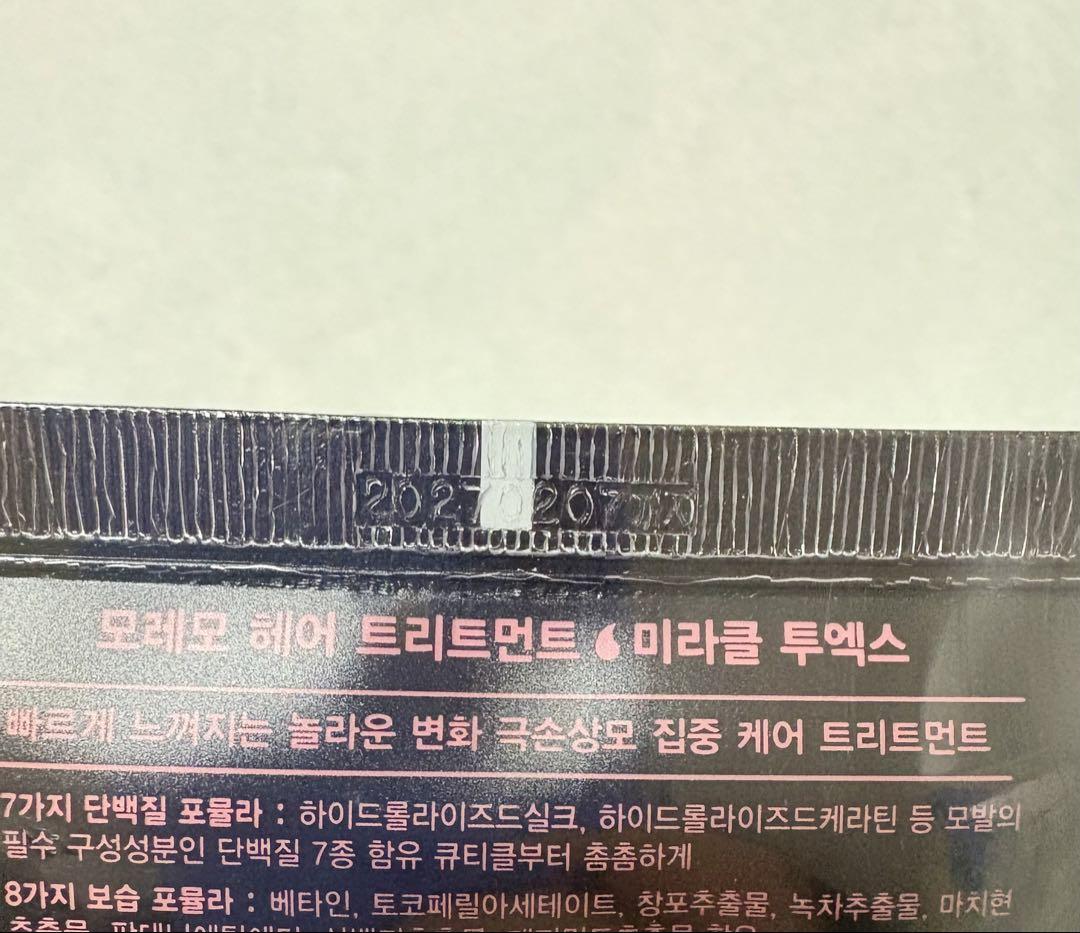 20270207
모레모 헤어 트리트먼트 미라클 투엑스
빠르게 느껴지는 놀라운 변화 극손상모 집중 케어 트리트먼트
7가지 단백질 포뮬라 : 하이드롤라이즈드실크, 하이드롤라이즈드케라틴 등 모발의
필수 구성성분인 단백질 7종 함유 큐티클부터 촘촘하게
8가지 보습 포뮬라 : 베타인, 토코페릴아세테이트, 창포추출물, 녹차추출물, 마치현